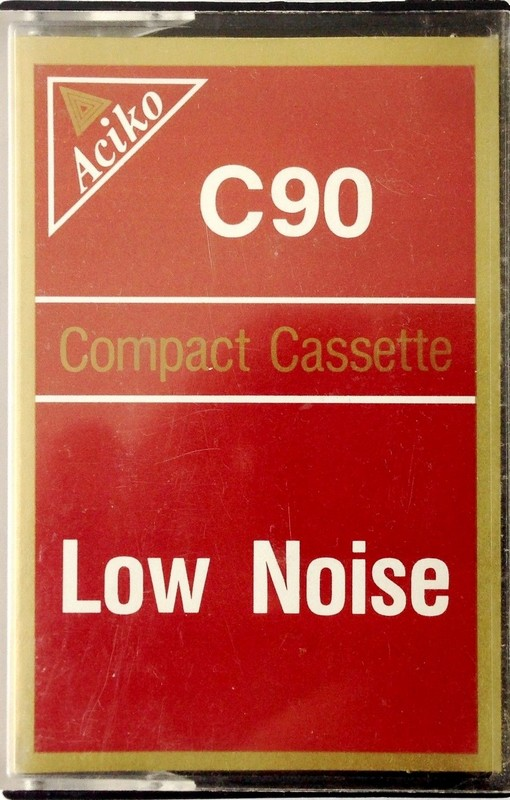 Aciko
C90
Compact Cassette
Low Noise